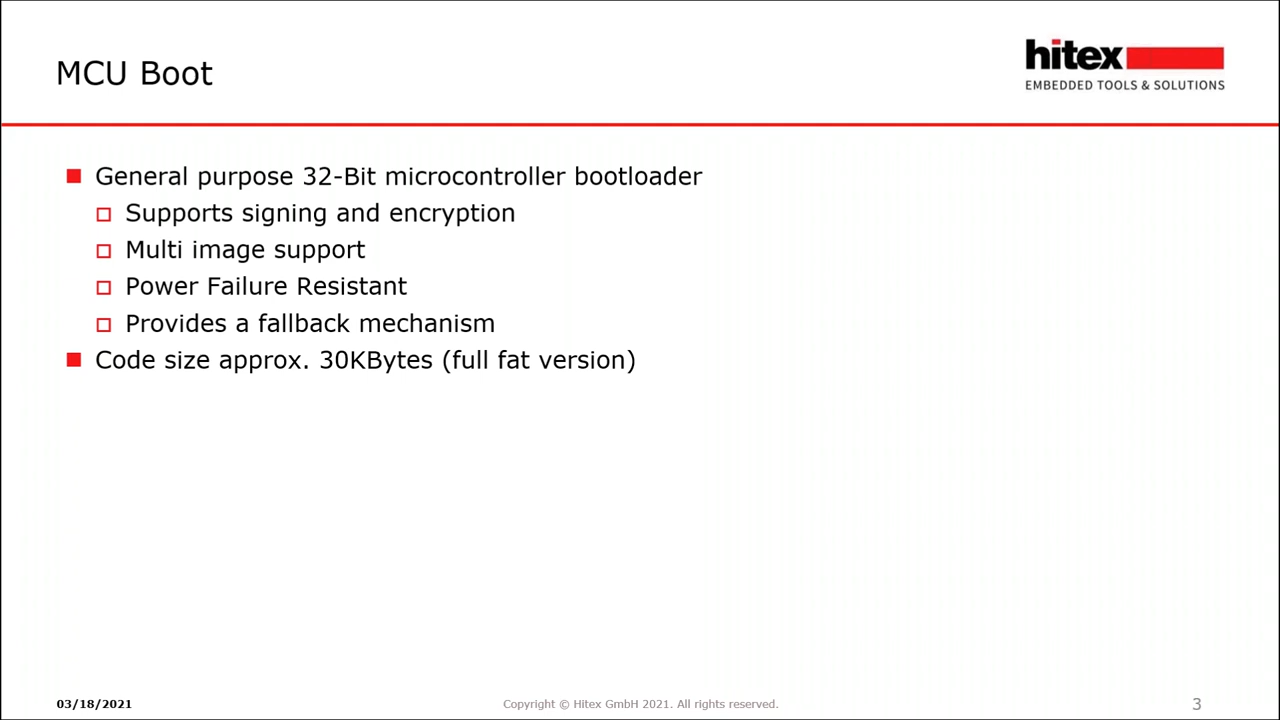 MCU Boot
hitex
EMBEDDED TOOLS & SOLUTIONS
General purpose 32-Bit microcontroller bootloader
Supports signing and encryption
Multi image support
Power Failure Resistant
Provides a fallback mechanism
Code size approx. 30KBytes (full fat version)
03/18/2021
Copyright © Hitex GmbH 2021. All rights reserved.
3